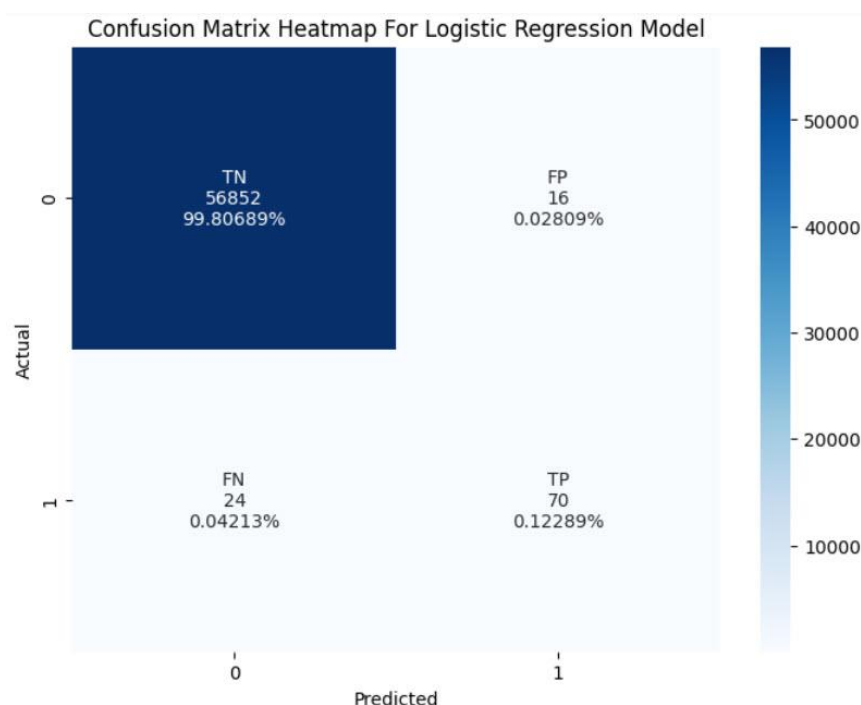 Confusion Matrix Heatmap For Logistic Regression Model
TN
56852
99.80689%
FP
16
0.02809%
FN
24
0.04213%
TP
70
0.12289%
0
1
Actual
0
1
Predicted
50000
40000
30000
20000
10000